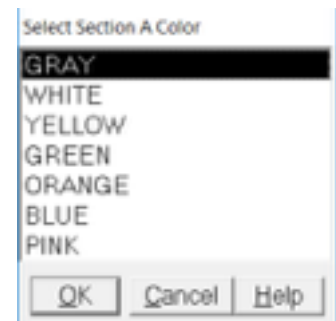 Select Section A Color
GRAY
WHITE
YELLOW
GREEN
ORANGE
BLUE
PINK
OK Cancel Help